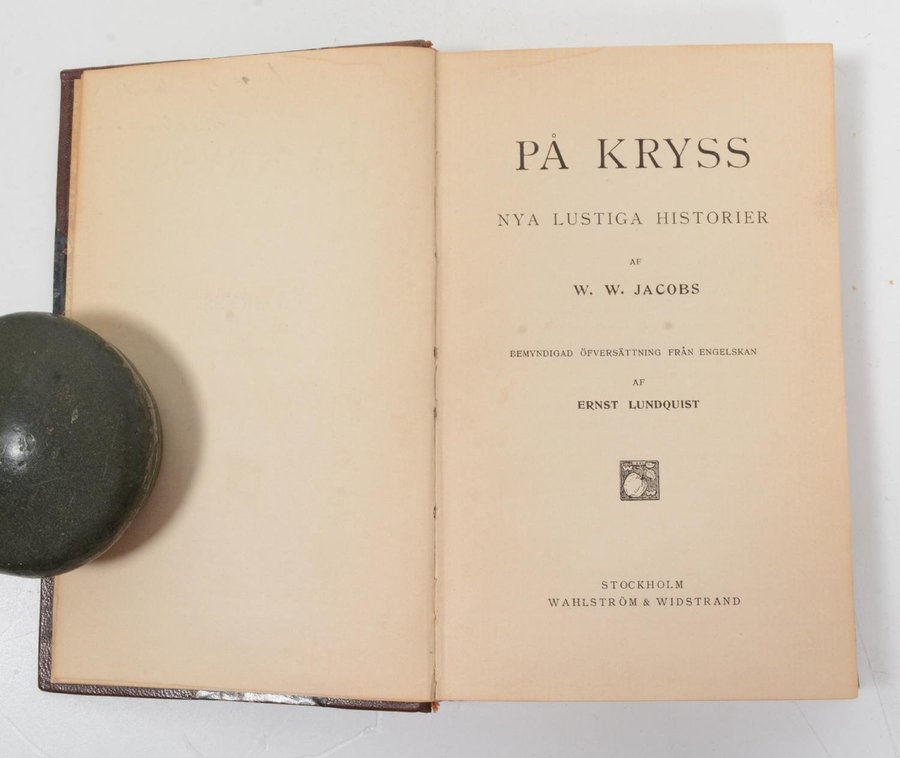 PÅ KRYSS
NYA LUSTIGA HISTORIER
AF
W. W. JACOBS
BEMYNDIGAD ÖFVERSÄTTNING FRÅN ENGELSKAN
AF
ERNST LUNDQUIST
STOCKHOLM
WAHLSTRÖM & WIDSTRAND